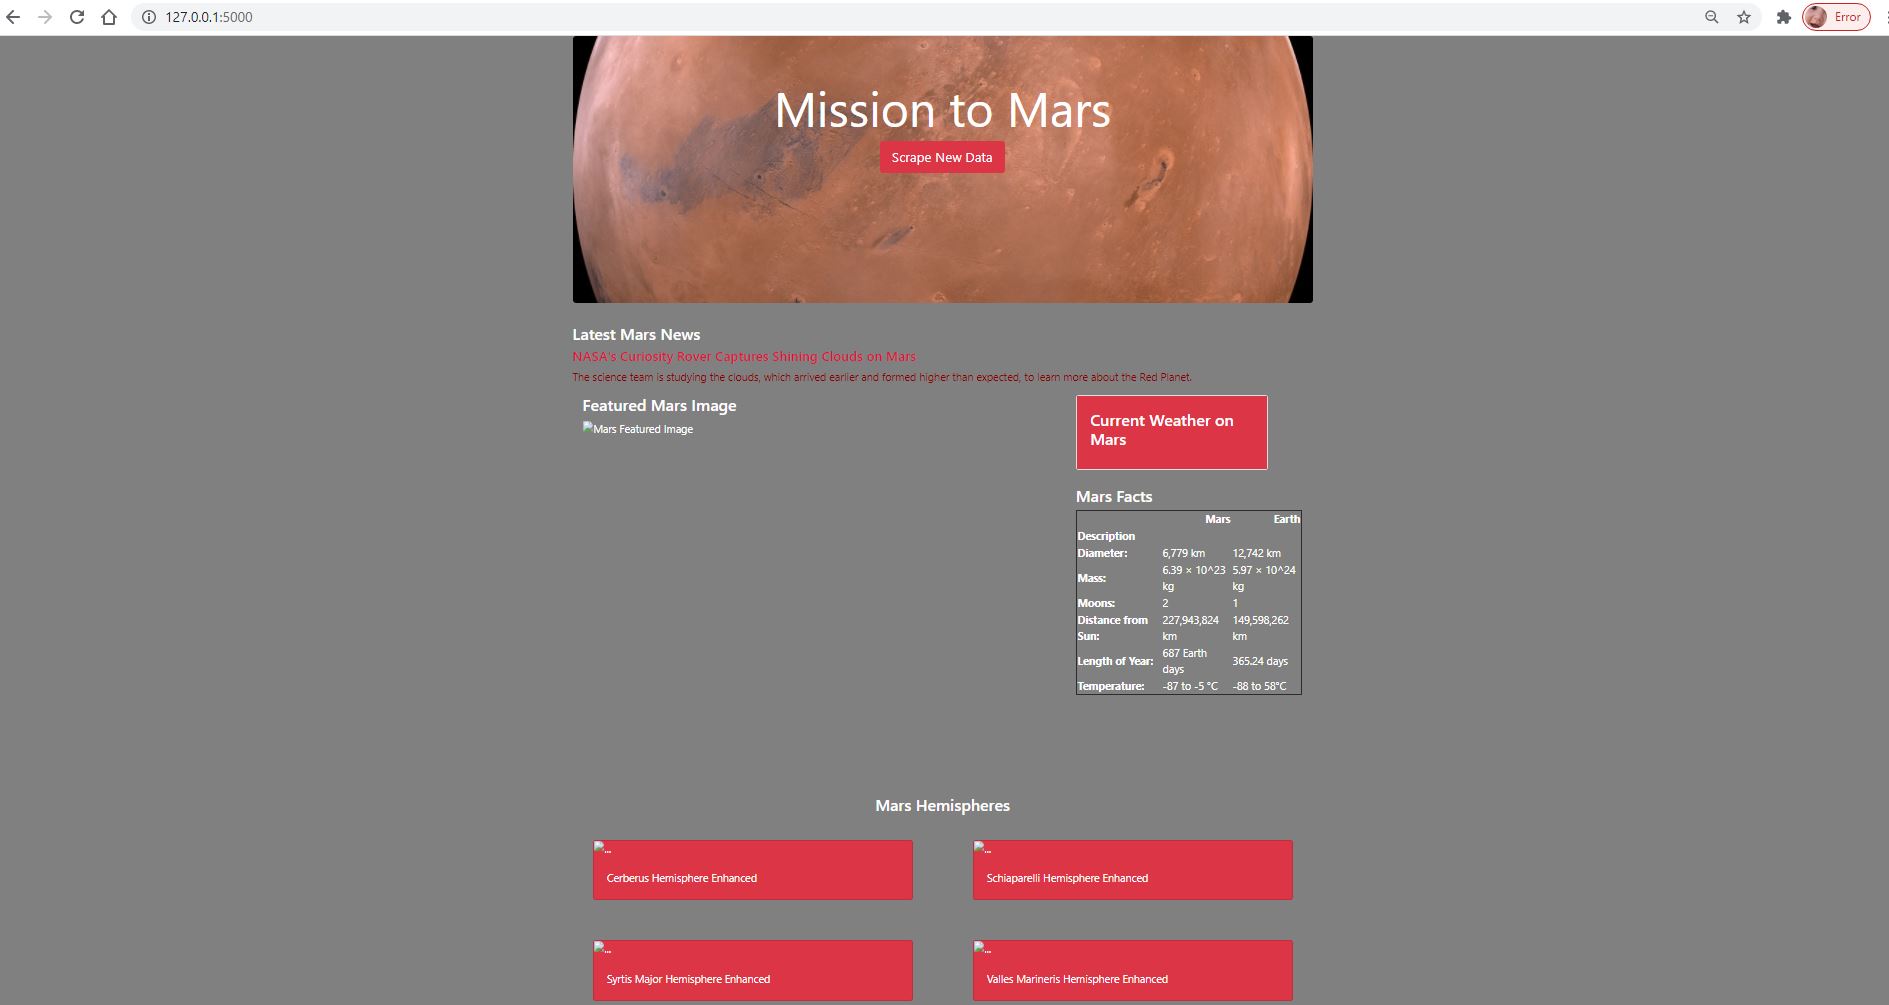 127.0.0.1:5000
Error
Mission to Mars
Scrape New Data
Latest Mars News
NASA's Curiosity Rover Captures Shining Clouds on Mars
The science team is studying the clouds, which arrived earlier and formed higher than expected, to learn more about the Red Planet.
Featured Mars Image
Mars Featured Image
Current Weather on
Mars
Mars Facts
Mars Earth
Description
Diameter: 6,779 km 12,742 km
Mass: 6.39 × 10^23 kg 5.97 × 10^24 kg
Moons: 2 1
Distance from Sun: 227,943,824 km 149,598,262 km
Length of Year: 687 Earth days 365.24 days
Temperature: -87 to -5 °C -88 to 58°C
Mars Hemispheres
...
Cerberus Hemisphere Enhanced
...
Schiaparelli Hemisphere Enhanced
...
Syrtis Major Hemisphere Enhanced
...
Valles Marineris Hemisphere Enhanced